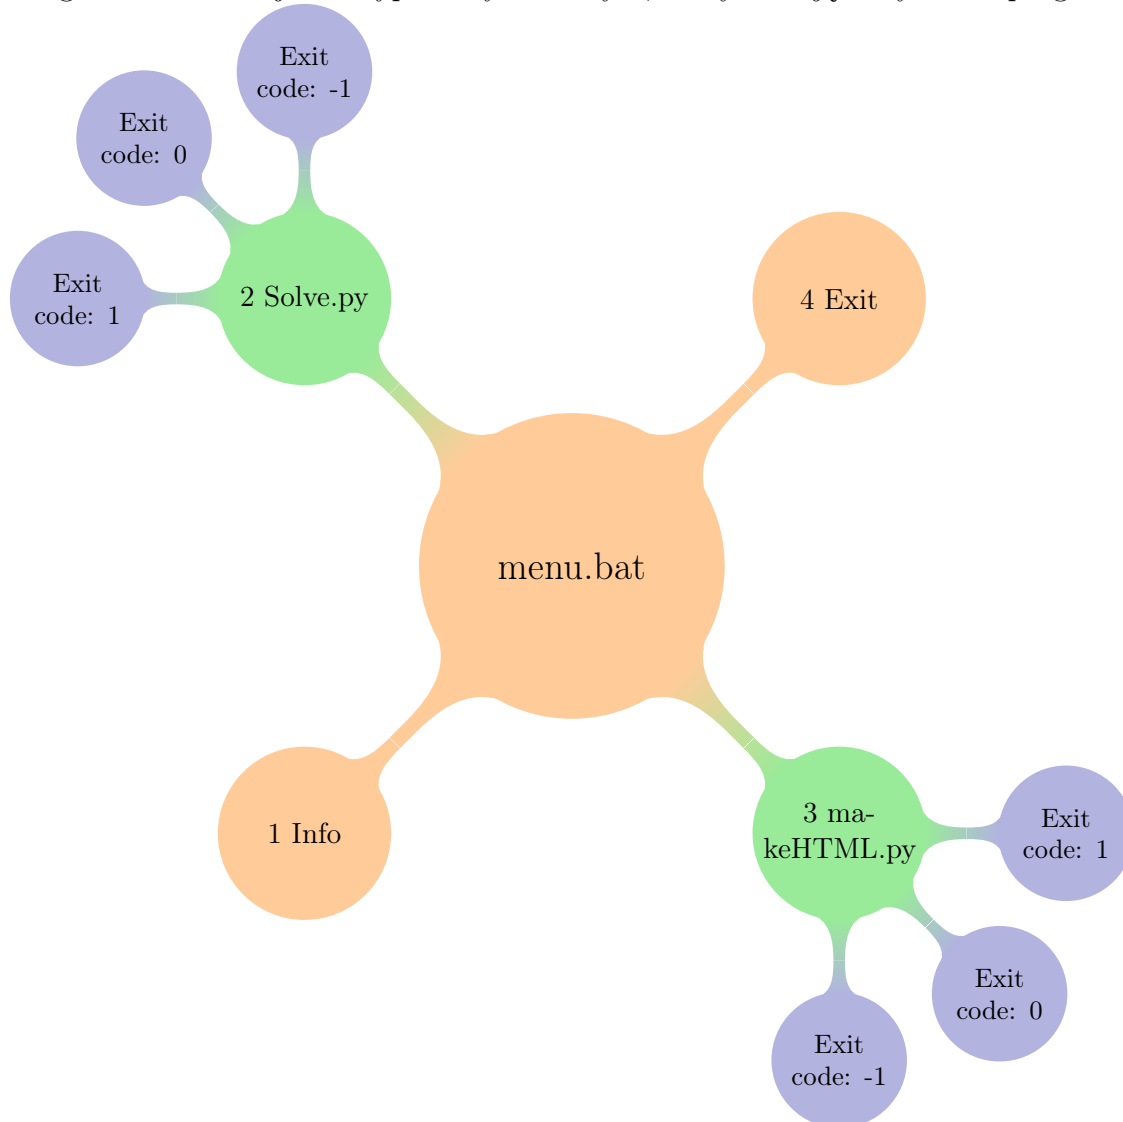 Exit
code: -1
Exit
code: 0
Exit
code: 1
2 Solve.py
4 Exit
menu.bat
1 Info
3 ma-
keHTML.py
Exit
code: 1
Exit
code: 0
Exit
code: -1